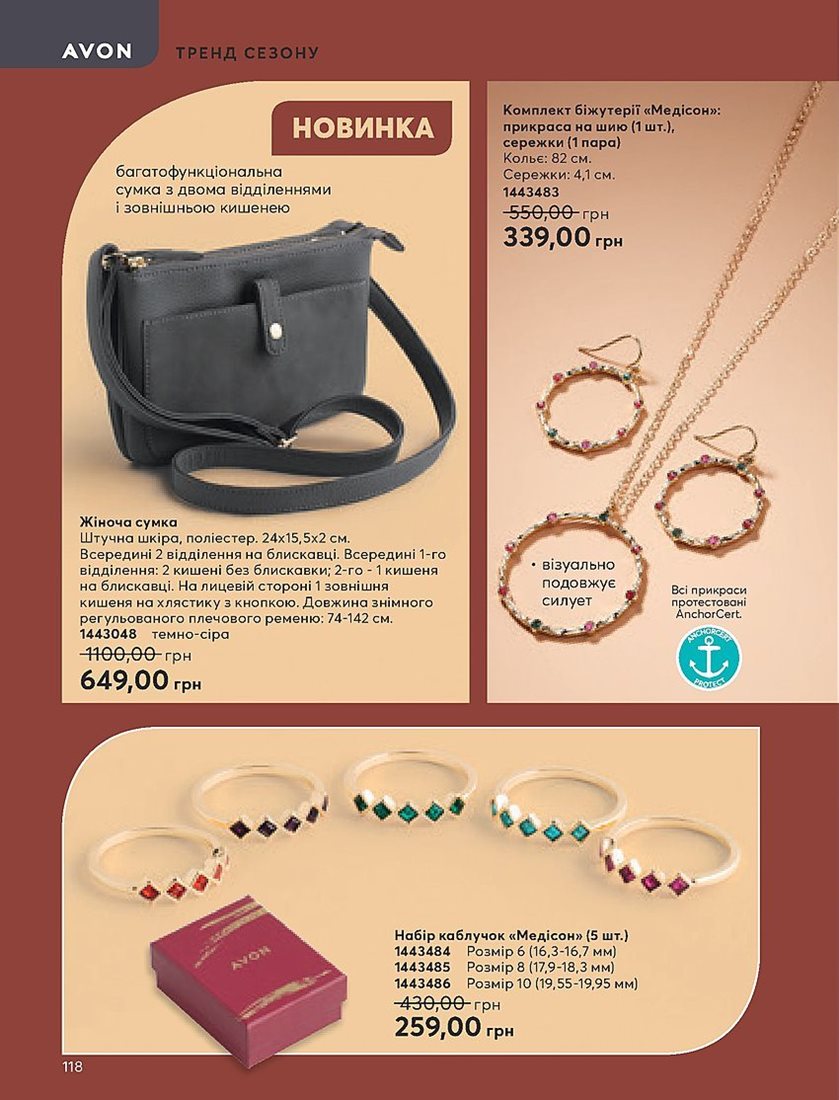 AVON
ТРЕНД СЕЗОНУ
НОВИНКА
багатофункціональна
сумка з двома відділеннями
і зовнішньою кишенею
Жіноча сумка
Штучна шкіра, поліестер. 24х15,5х2 см.
Всередині 2 відділення на блискавці. Всередині 1-го
відділення: 2 кишені без блискавки; 2-го - 1 кишеня
на блискавці. На лицевій стороні 1 зовнішня
кишеня на хлястику з кнопкою. Довжина знімного
регульованого плечового ременю: 74-142 см.
1443048 темно-сіра
1100,00 грн
649,00 грн
Комплект біжутерії «Медісон»:
прикраса на шию (1 шт.),
сережки (1 пара)
Кольє: 82 см.
Сережки: 4,1 см.
1443483
550,00 грн
339,00 грн
• візуально
подовжує
силует
Всі прикраси
протестовані
AnchorCert.
ANCHORCERT
PROTECT
AVON
Набір каблучок «Медісон» (5 шт.)
1443484 Розмір 6 (16,3-16,7 мм)
1443485 Розмір 8 (17,9-18,3 мм)
1443486 Розмір 10 (19,55-19,95 мм)
430,00 грн
259,00 грн
118